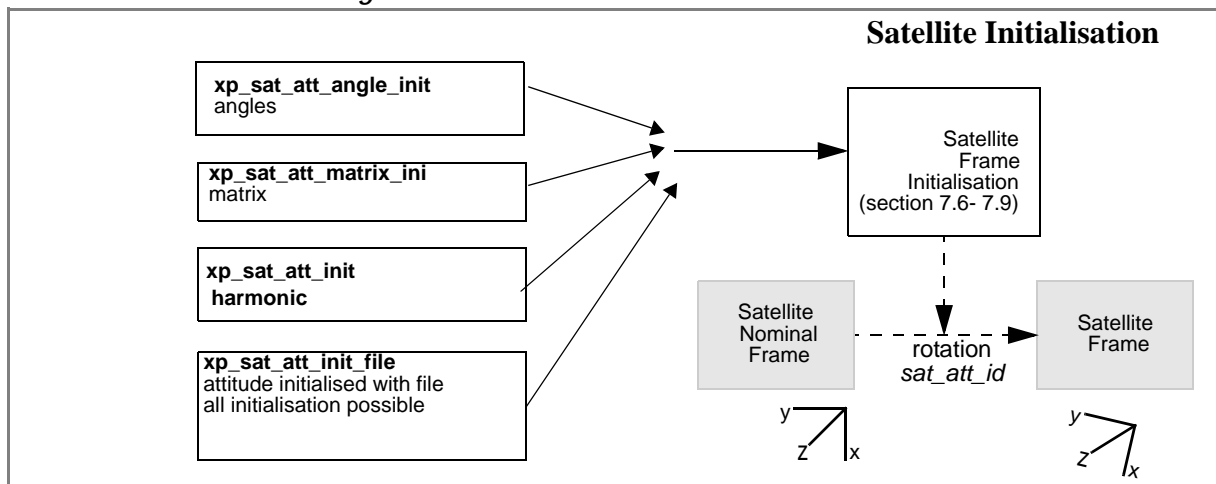 Satellite Initialisation
xp_sat_att_angle_init
angles
xp_sat_att_matrix_ini
matrix
xp_sat_att_init
harmonic
xp_sat_att_init_file
attitude initialised with file
all initialisation possible
Satellite
Frame
Initialisation
(section 7.6- 7.9)
Satellite
Nominal
Frame
rotation
sat_att_id
Satellite
Frame
y
z
x
y
z
x